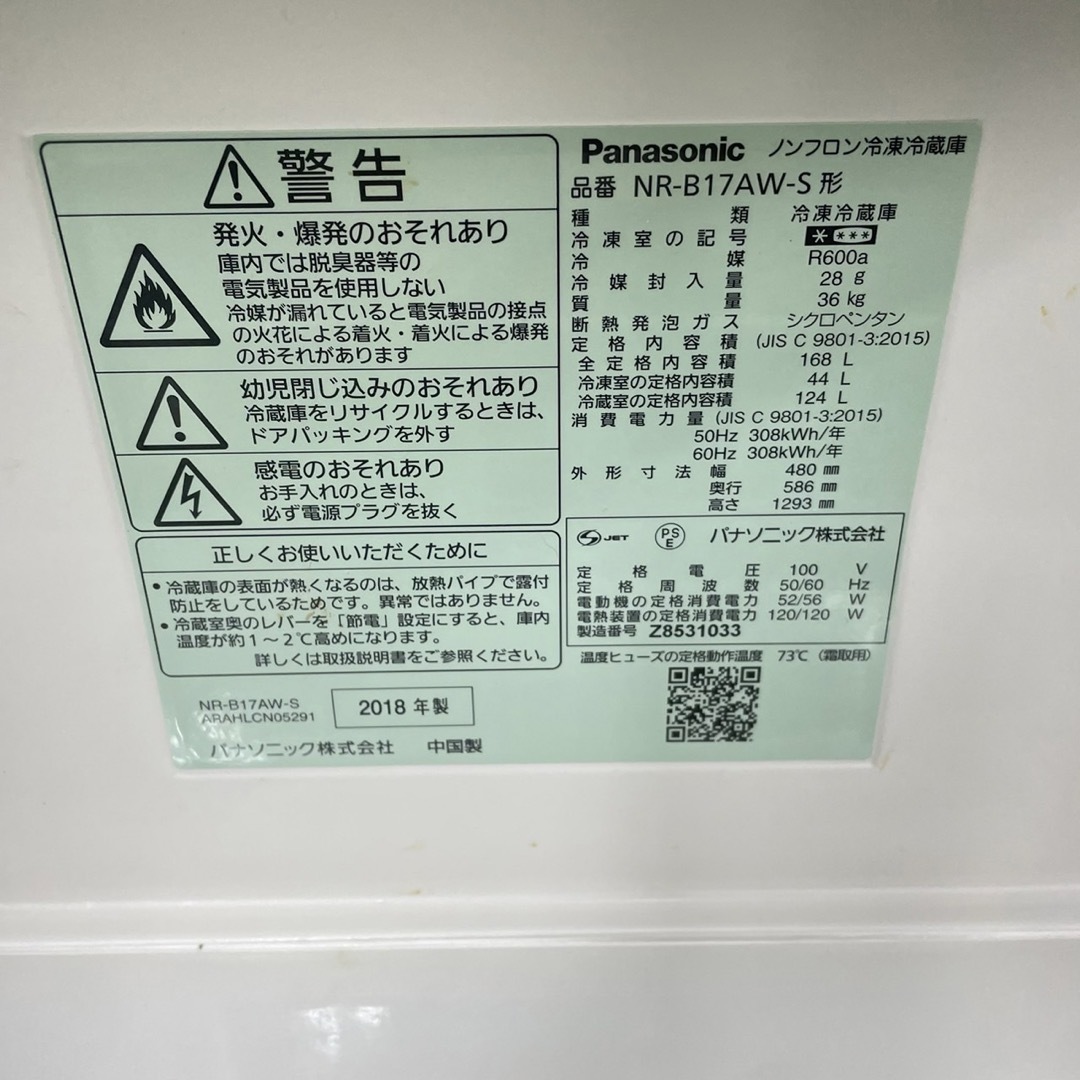 警告
発火・爆発のおそれあり
庫内では脱臭器等の
電気製品を使用しない
冷媒が漏れていると電気製品の接点
の火花による着火・着火による爆発
のおそれがあります
幼児閉じ込みのおそれあり
冷蔵庫をリサイクルするときは、
ドアパッキングを外す
感電のおそれあり
お手入れのときは、
必ず電源プラグを抜く
正しくお使いいただくために
・冷蔵庫の表面が熱くなるのは、放熱パイプで露付
防止をしているためです。異常ではありません。
・冷蔵室奥のレバーを「節電」設定にすると、庫内
温度が約1~2℃高めになります。
詳しくは取扱説明書をご参照ください。
NR-B17AW-S
ARAHLCN05291
2018 年製
パナソニック株式会社 中国製
Panasonic ノンフロン冷凍冷蔵庫
品番 NR-B17AW-S 形
種類 冷凍冷蔵庫
冷凍室の記号 ****
冷媒 R600a
冷媒封入量 28 g
質量 36 kg
断熱発泡ガス シクロペンタン
定格内容積 (JIS C 9801-3:2015)
全定格内容積 168 L
冷凍室の定格内容積 44 L
冷蔵室の定格内容積 124 L
消費電力量 (JIS C 9801-3:2015)
50Hz 308kWh/年
60Hz 308kWh/年
外形寸法 幅 480 mm
奥行 586 mm
高さ 1293 mm
S JET PS E パナソニック株式会社
定格電圧 100 V
定格周波数 50/60 Hz
電動機の定格消費電力 52/56 W
電熱装置の定格消費電力 120/120 W
製造番号 Z8531033
温度ヒューズの定格動作温度 73℃ (霜取用)